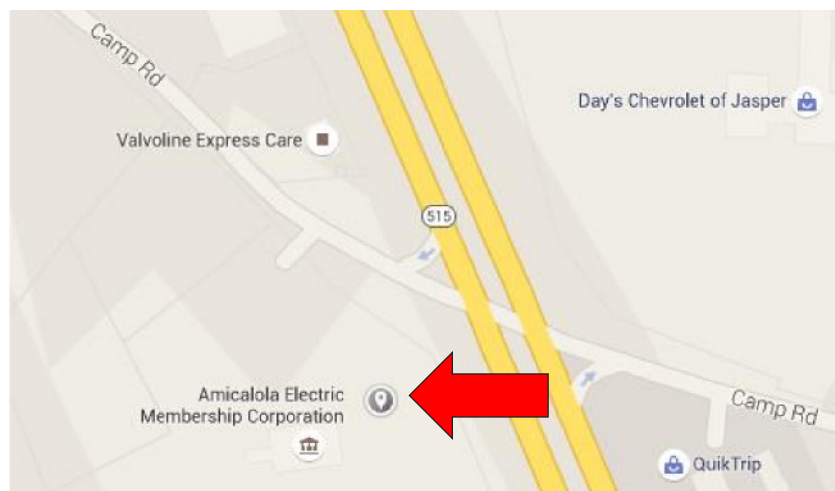 Camp Rd
Day's Chevrolet of Jasper
Valvoline Express Care
515
Amicalola Electric
Membership Corporation
Camp Rd
QuikTrip